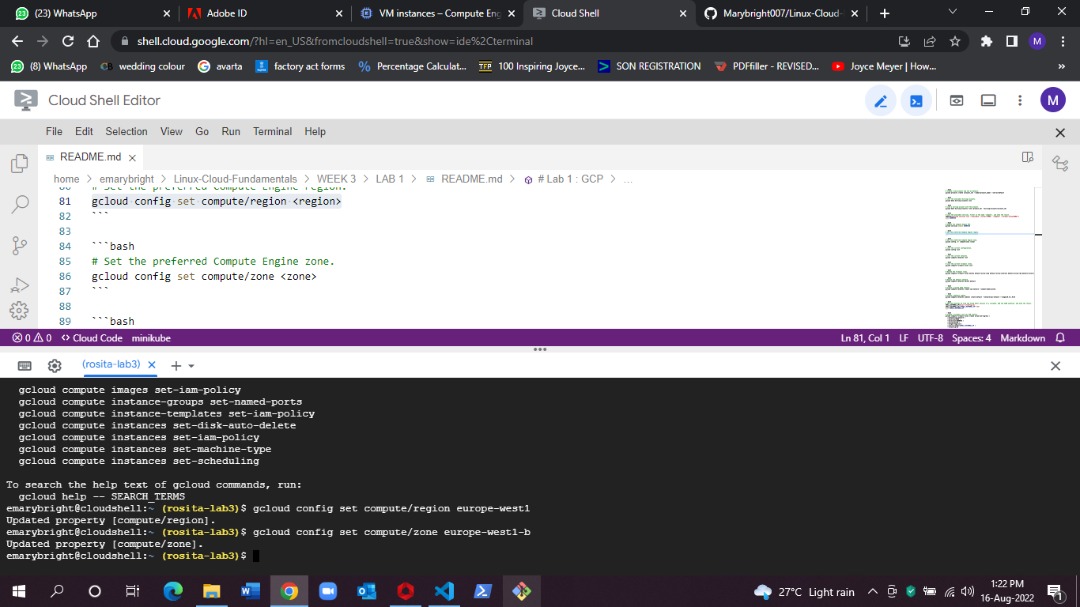 (23) WhatsApp
Adobe ID
VM instances – Compute Eng
Cloud Shell
Marybright007/Linux-Cloud-
shell.cloud.google.com/?hl=en_US&fromcloudshell=true&show=ide%2Cterminal
M
(8) WhatsApp
wedding colour
avarta
factory act forms
Percentage Calculat...
100 Inspiring Joyce...
SON REGISTRATION
PDFfiller - REVISED...
Joyce Meyer | How...
»
Cloud Shell Editor
M
File Edit Selection View Go Run Terminal Help
README.md
home > emarybright > Linux-Cloud-Fundamentals > WEEK 3 > LAB 1 > README.md > # Lab 1 : GCP > ...
80 # Set the preferred Compute Engine region.
81 gcloud config set compute/region <region>
82 ```
83
84 ```bash
85 # Set the preferred Compute Engine zone.
86 gcloud config set compute/zone <zone>
87 ```
88
89 ```bash
0 0 Cloud Code minikube
Ln 81, Col 1 LF UTF-8 Spaces: 4 Markdown
(rosita-lab3)
gcloud compute images set-iam-policy
gcloud compute instance-groups set-named-ports
gcloud compute instance-templates set-iam-policy
gcloud compute instances set-disk-auto-delete
gcloud compute instances set-iam-policy
gcloud compute instances set-machine-type
gcloud compute instances set-scheduling
To search the help text of gcloud commands, run:
gcloud help -- SEARCH_TERMS
emarybright@cloudshell:~ (rosita-lab3)$ gcloud config set compute/region europe-west1
Updated property [compute/region].
emarybright@cloudshell:~ (rosita-lab3)$ gcloud config set compute/zone europe-west1-b
Updated property [compute/zone].
emarybright@cloudshell:~ (rosita-lab3)$
27°C Light rain
1:22 PM
16-Aug-2022
1